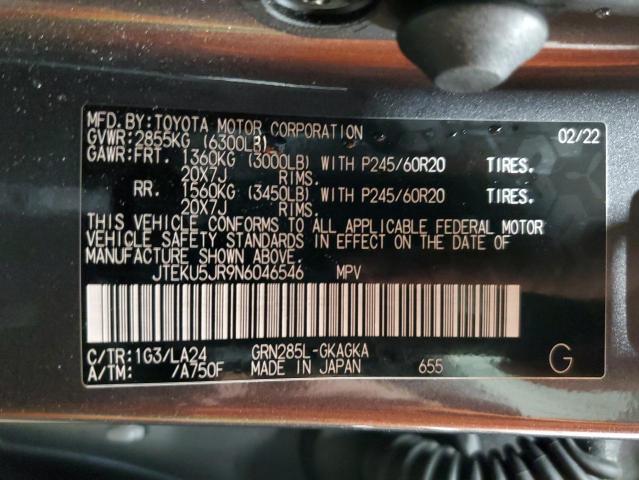 MFD.BY:TOYOTA MOTOR CORPORATION 02/22
GVWR:2855KG (6300LB)
GAWR:FRT. 1360KG (3000LB) WITH P245/60R20 TIRES.
20X7J RIMS.
RR. 1560KG (3450LB) WITH P245/60R20 TIRES.
20X7J RIMS.
THIS VEHICLE CONFORMS TO ALL APPLICABLE FEDERAL MOTOR
VEHICLE SAFETY STANDARDS IN EFFECT ON THE DATE OF
MANUFACTURE SHOWN ABOVE.
JTEKU5JR9N6046546 MPV
C/TR:1G3/LA24 GRN285L-GKAGKA
A/TM: /A750F MADE IN JAPAN 655 G